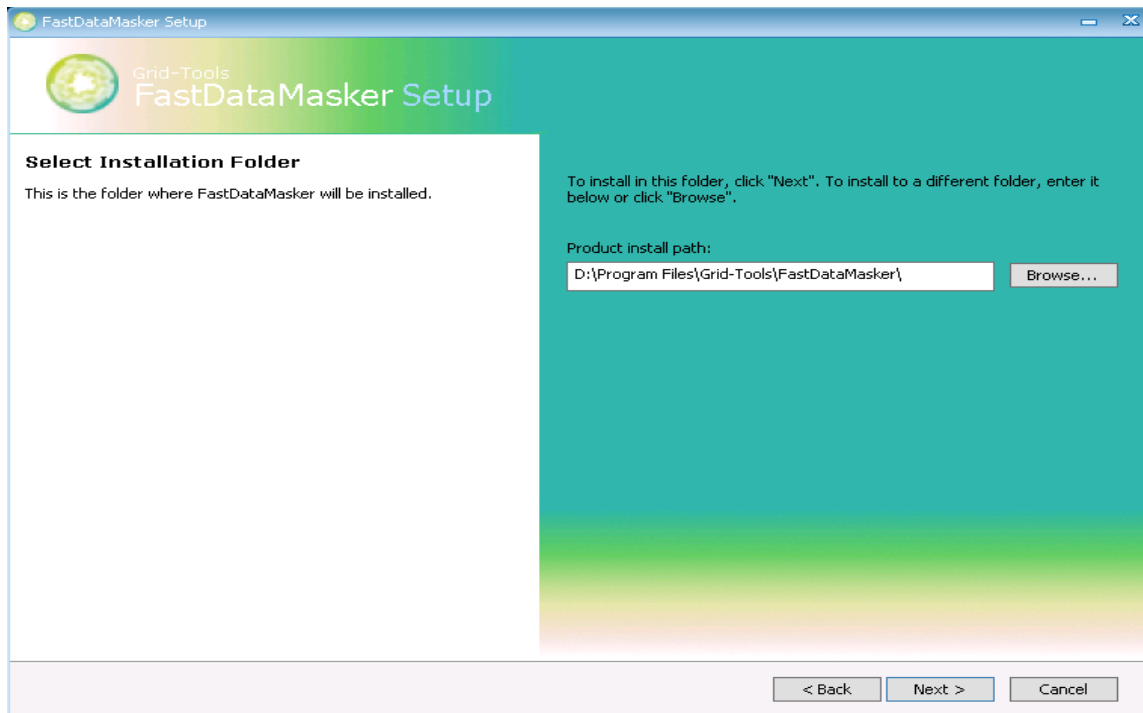 FastDataMasker Setup
Grid-Tools
FastDataMasker Setup
Select Installation Folder
This is the folder where FastDataMasker will be installed.
To install in this folder, click "Next". To install to a different folder, enter it
below or click "Browse".
Product install path:
D:\Program Files\Grid-Tools\FastDataMasker\
Browse...
< Back
Next >
Cancel